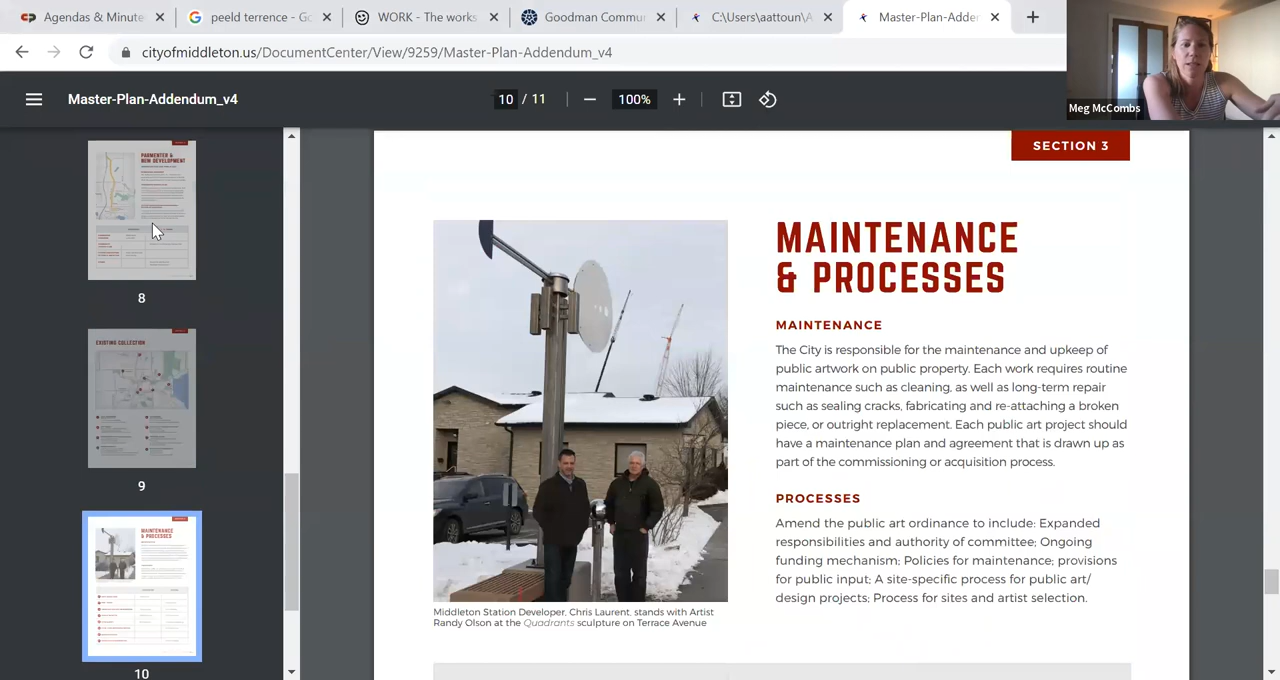 Agendas & Minute
peeld terrence - Go
WORK - The works
Goodman Commu
C:\Users\aattoun\A
Master-Plan-Adde
cityofmiddleton.us/DocumentCenter/View/9259/Master-Plan-Addendum_v4
Meg McCombs
Master-Plan-Addendum_v4
10 / 11
100%
PARMENTER &
NEW DEVELOPMENT
8
EXISTING COLLECTION
9
MAINTENANCE
& PROCESSES
10
SECTION 3
MAINTENANCE
& PROCESSES
MAINTENANCE
The City is responsible for the maintenance and upkeep of
public artwork on public property. Each work requires routine
maintenance such as cleaning, as well as long-term repair
such as sealing cracks, fabricating and re-attaching a broken
piece, or outright replacement. Each public art project should
have a maintenance plan and agreement that is drawn up as
part of the commissioning or acquisition process.
PROCESSES
Amend the public art ordinance to include: Expanded
responsibilities and authority of committee; Ongoing
funding mechanism; Policies for maintenance; provisions
for public input; A site-specific process for public art/
design projects; Process for sites and artist selection.
Middleton Station Developer, Chris Laurent, stands with Artist
Randy Olson at the Quadrants sculpture on Terrace Avenue